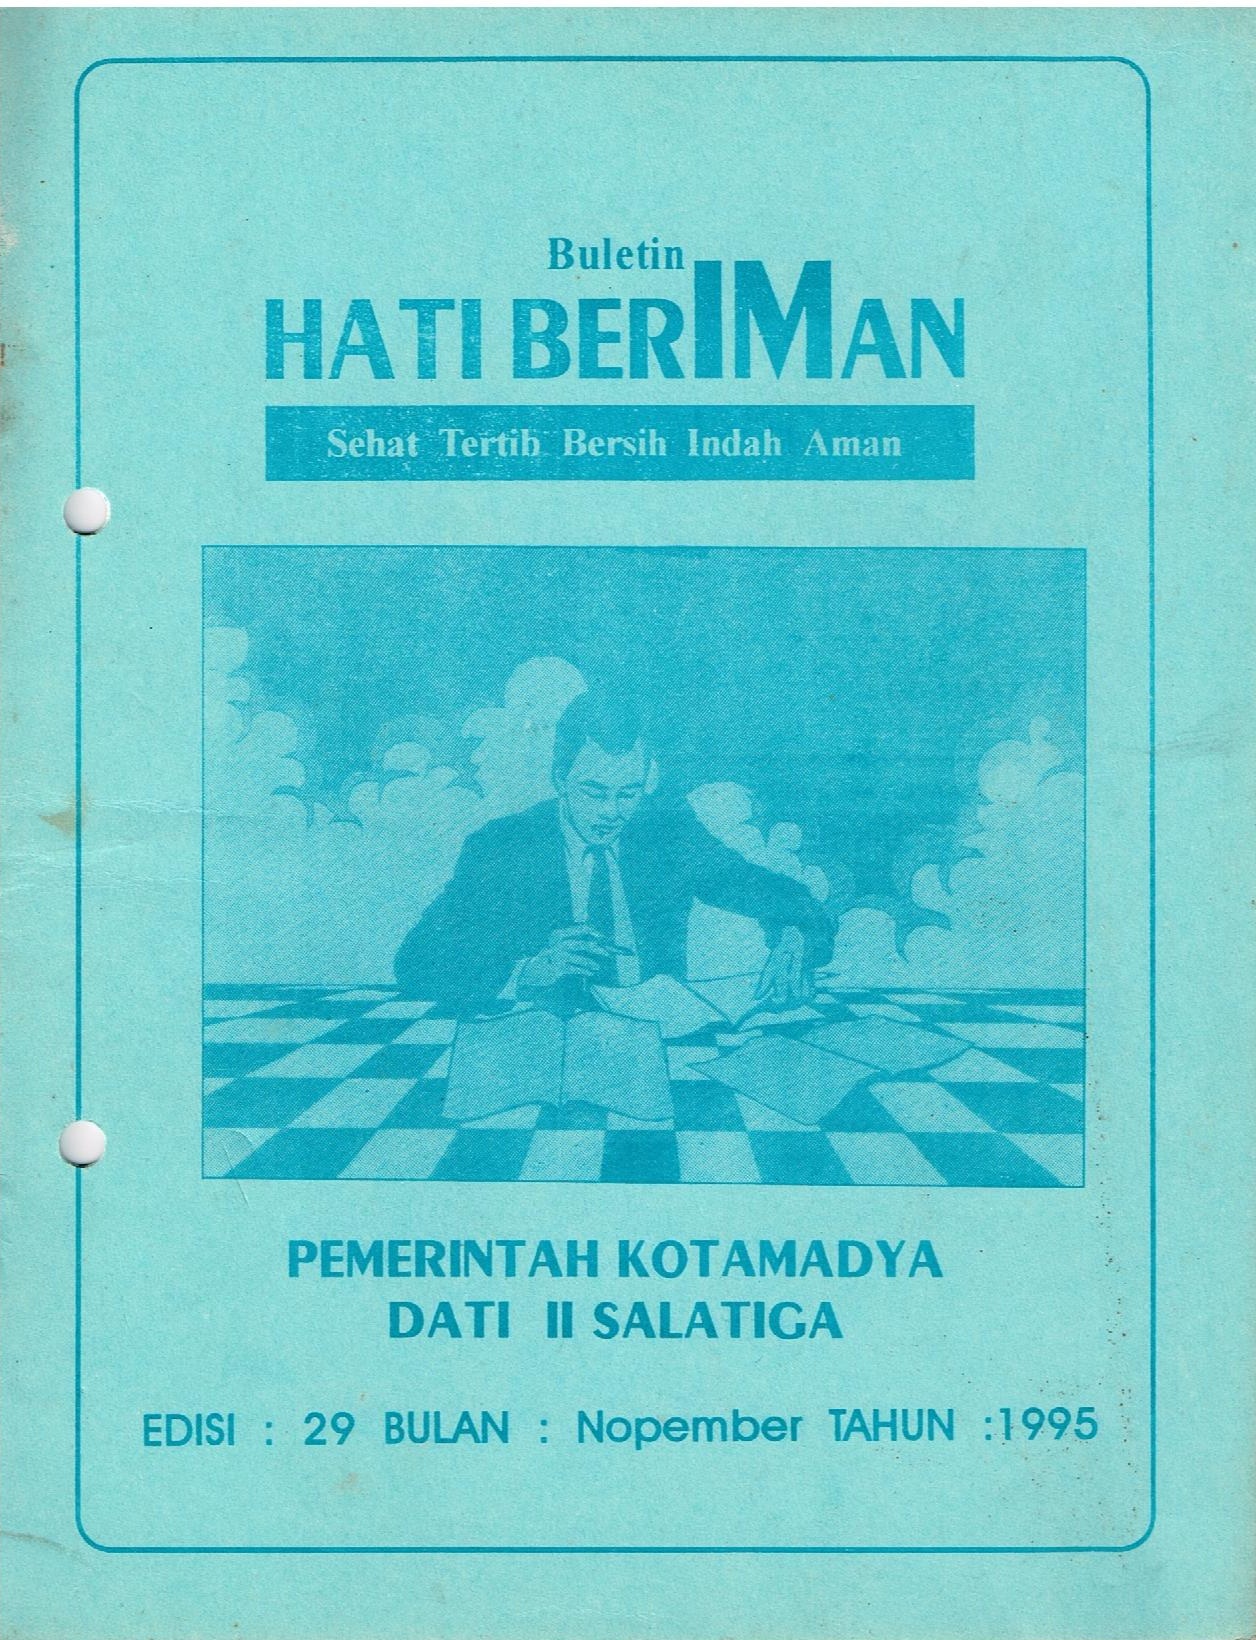 Buletin
HATI BERIMAN
Sehat Tertib Bersih Indah Aman
PEMERINTAH KOTAMADYA
DATI II SALATIGA
EDISI : 29 BULAN : Nopember TAHUN :1995